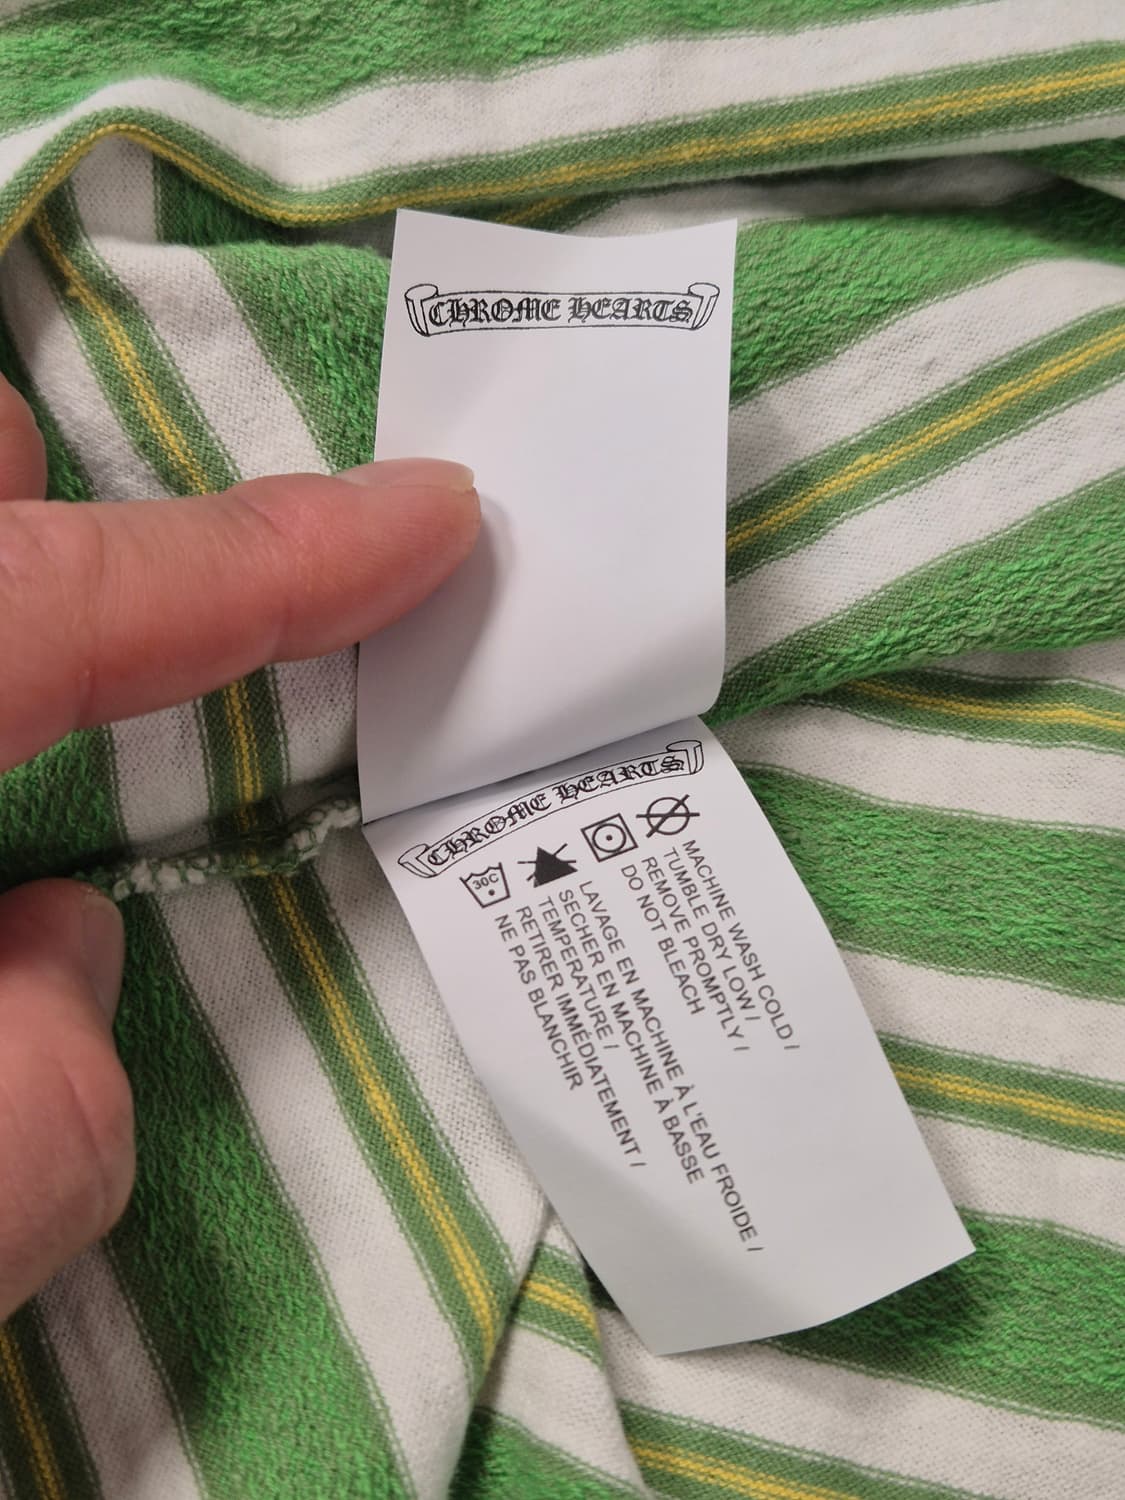 CHROME HEARTS
CHROME HEARTS
30C
MACHINE WASH COLD /
TUMBLE DRY LOW /
REMOVE PROMPTLY /
DO NOT BLEACH
LAVAGE EN MACHINE À L'EAU FROIDE /
SECHER EN MACHINE À BASSE
TEMPERATURE /
RETIRER IMMÉDIATEMENT /
NE PAS BLANCHIR